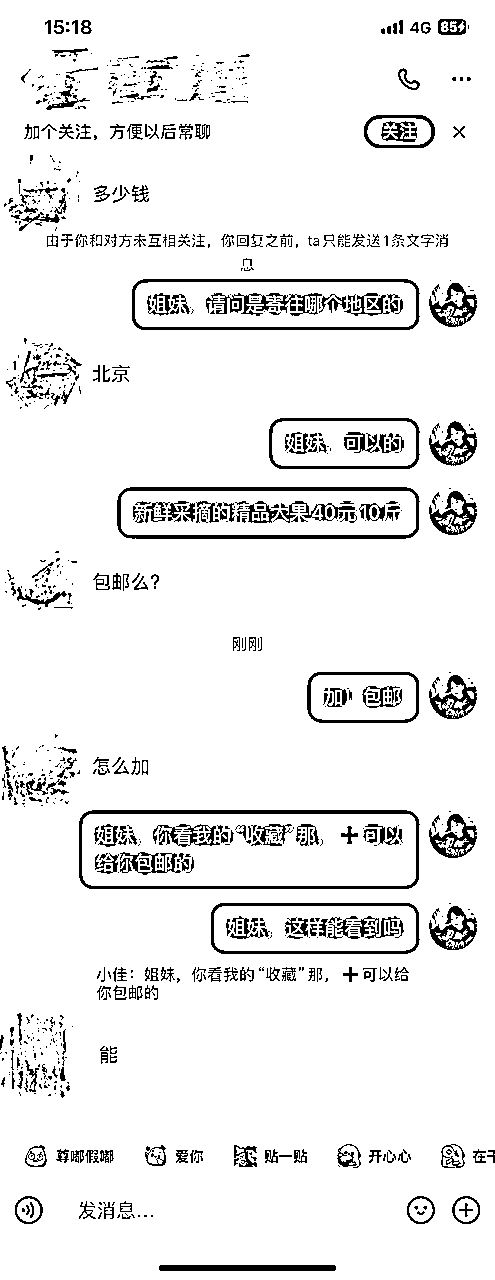 15:18
4G 85
加个关注，方便以后常聊
关注
多少钱
由于你和对方未互相关注，你回复之前，ta只能发送1条文字消
息
姐妹，请问是寄往哪个地区的
北京
姐妹，可以的
新鲜采摘的精品大果40元10斤
包邮么？
刚刚
加 包邮
怎么加
姐妹，你看我的“收藏”那，➕可以
给你包邮的
姐妹，这样能看到吗
小佳：姐妹，你看我的“收藏”那，➕可以给
你包邮的
能
尊嘟假嘟 爱你 贴一贴 开心心 在干
发消息...